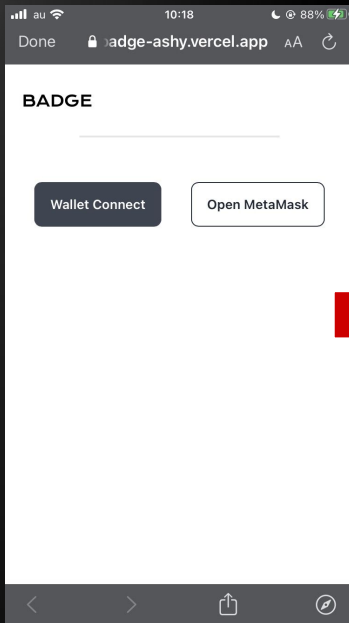 au 10:18 88%
Done adge-ashy.vercel.app AA
BADGE
Wallet Connect Open MetaMask